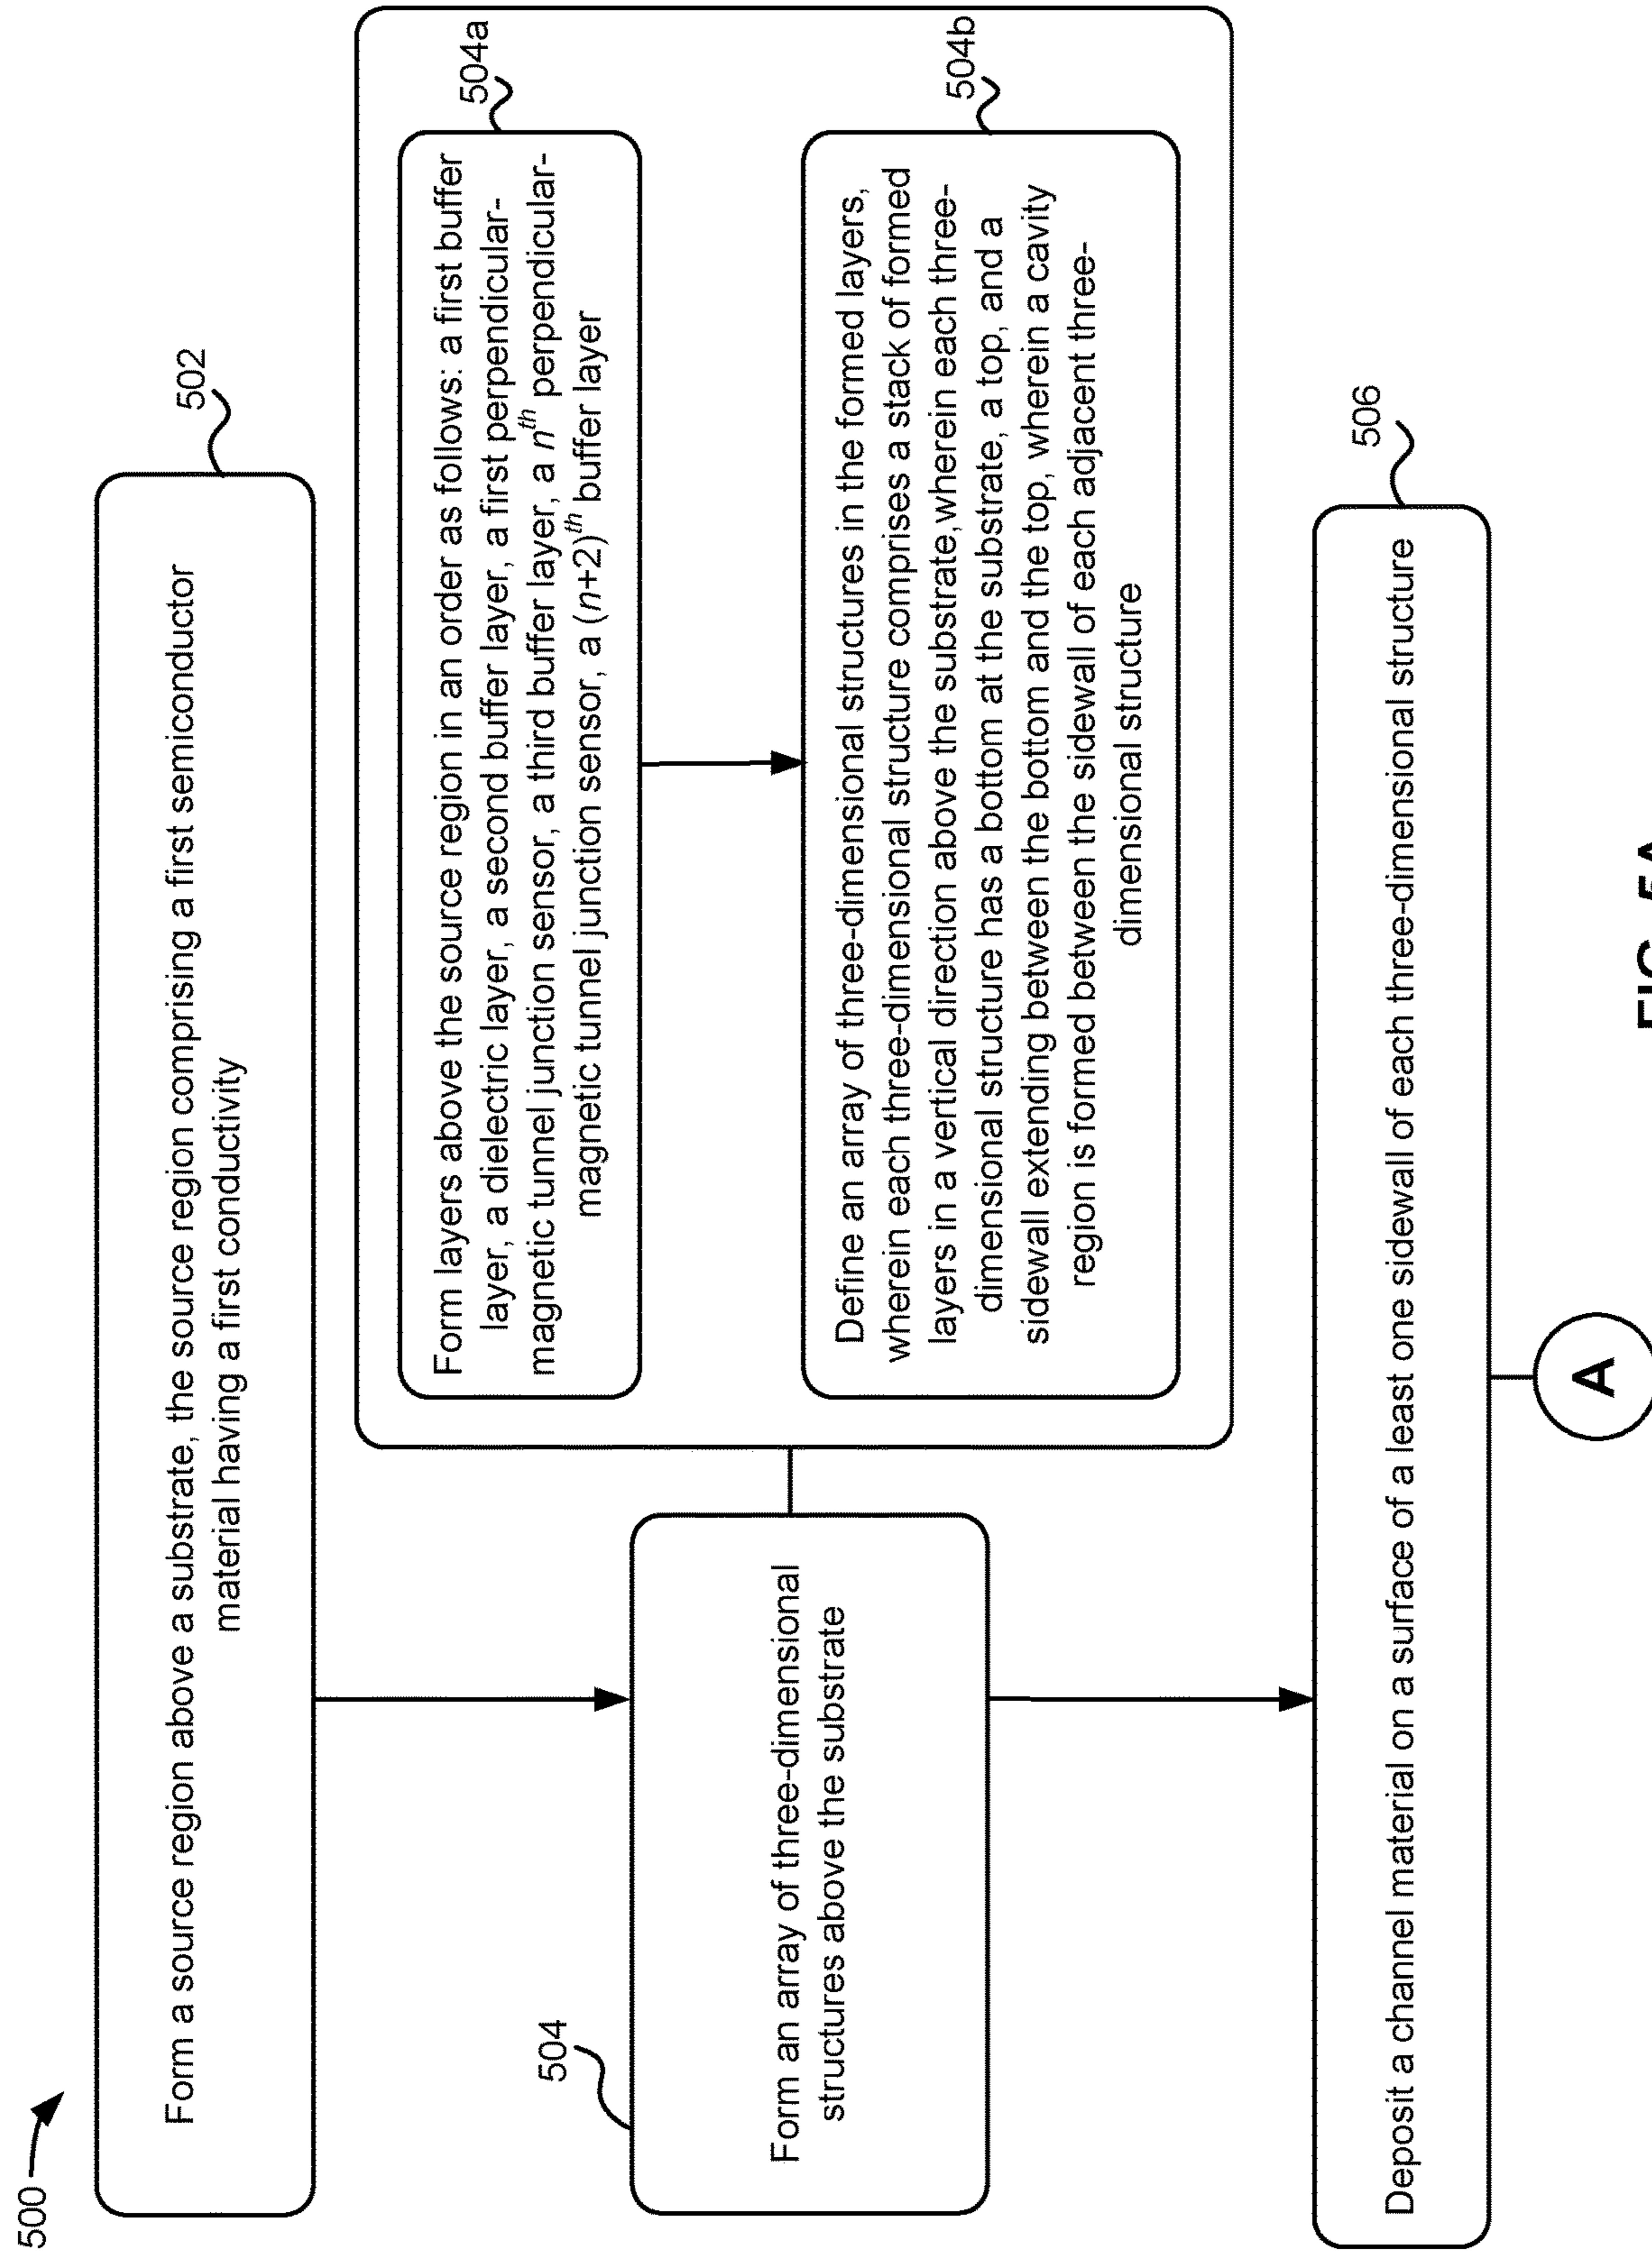 500
502
Form a source region above a substrate, the source region comprising a first semiconductor
material having a first conductivity
504
Form an array of three-dimensional
structures above the substrate
504a
Form layers above the source region in an order as follows: a first buffer
layer, a dielectric layer, a second buffer layer, a first perpendicular-
magnetic tunnel junction sensor, a third buffer layer, a nth perpendicular-
magnetic tunnel junction sensor, a (n+2)th buffer layer
504b
Define an array of three-dimensional structures in the formed layers,
wherein each three-dimensional structure comprises a stack of formed
layers in a vertical direction above the substrate,wherein each three-
dimensional structure has a bottom at the substrate, a top, and a
sidewall extending between the bottom and the top, wherein a cavity
region is formed between the sidewall of each adjacent three-
dimensional structure
506
Deposit a channel material on a surface of a least one sidewall of each three-dimensional structure
A
FIG. 5A